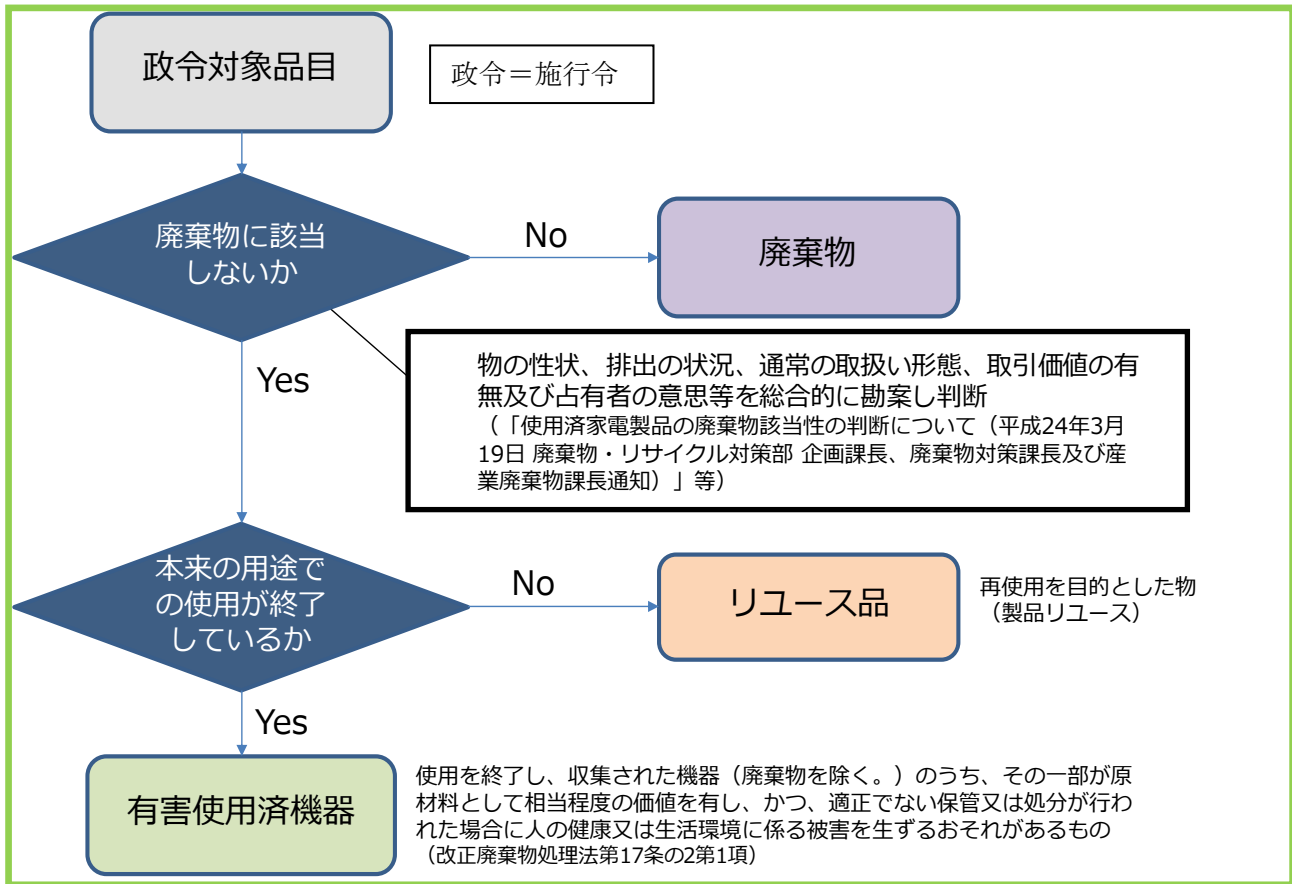 政令対象品目
政令＝施行令
廃棄物に該当
しないか
No
廃棄物
Yes
物の性状、排出の状況、通常の取扱い形態、取引価値の有
無及び占有者の意思等を総合的に勘案し判断
（「使用済家電製品の廃棄物該当性の判断について（平成24年3月
19日 廃棄物・リサイクル対策部 企画課長、廃棄物対策課長及び産
業廃棄物課長通知）」等）
本来の用途で
の使用が終了
しているか
No
リユース品
再使用を目的とした物
（製品リユース）
Yes
有害使用済機器
使用を終了し、収集された機器（廃棄物を除く。）のうち、その一部が原
材料として相当程度の価値を有し、かつ、適正でない保管又は処分が行わ
れた場合に人の健康又は生活環境に係る被害を生ずるおそれがあるもの
（改正廃棄物処理法第17条の2第1項）